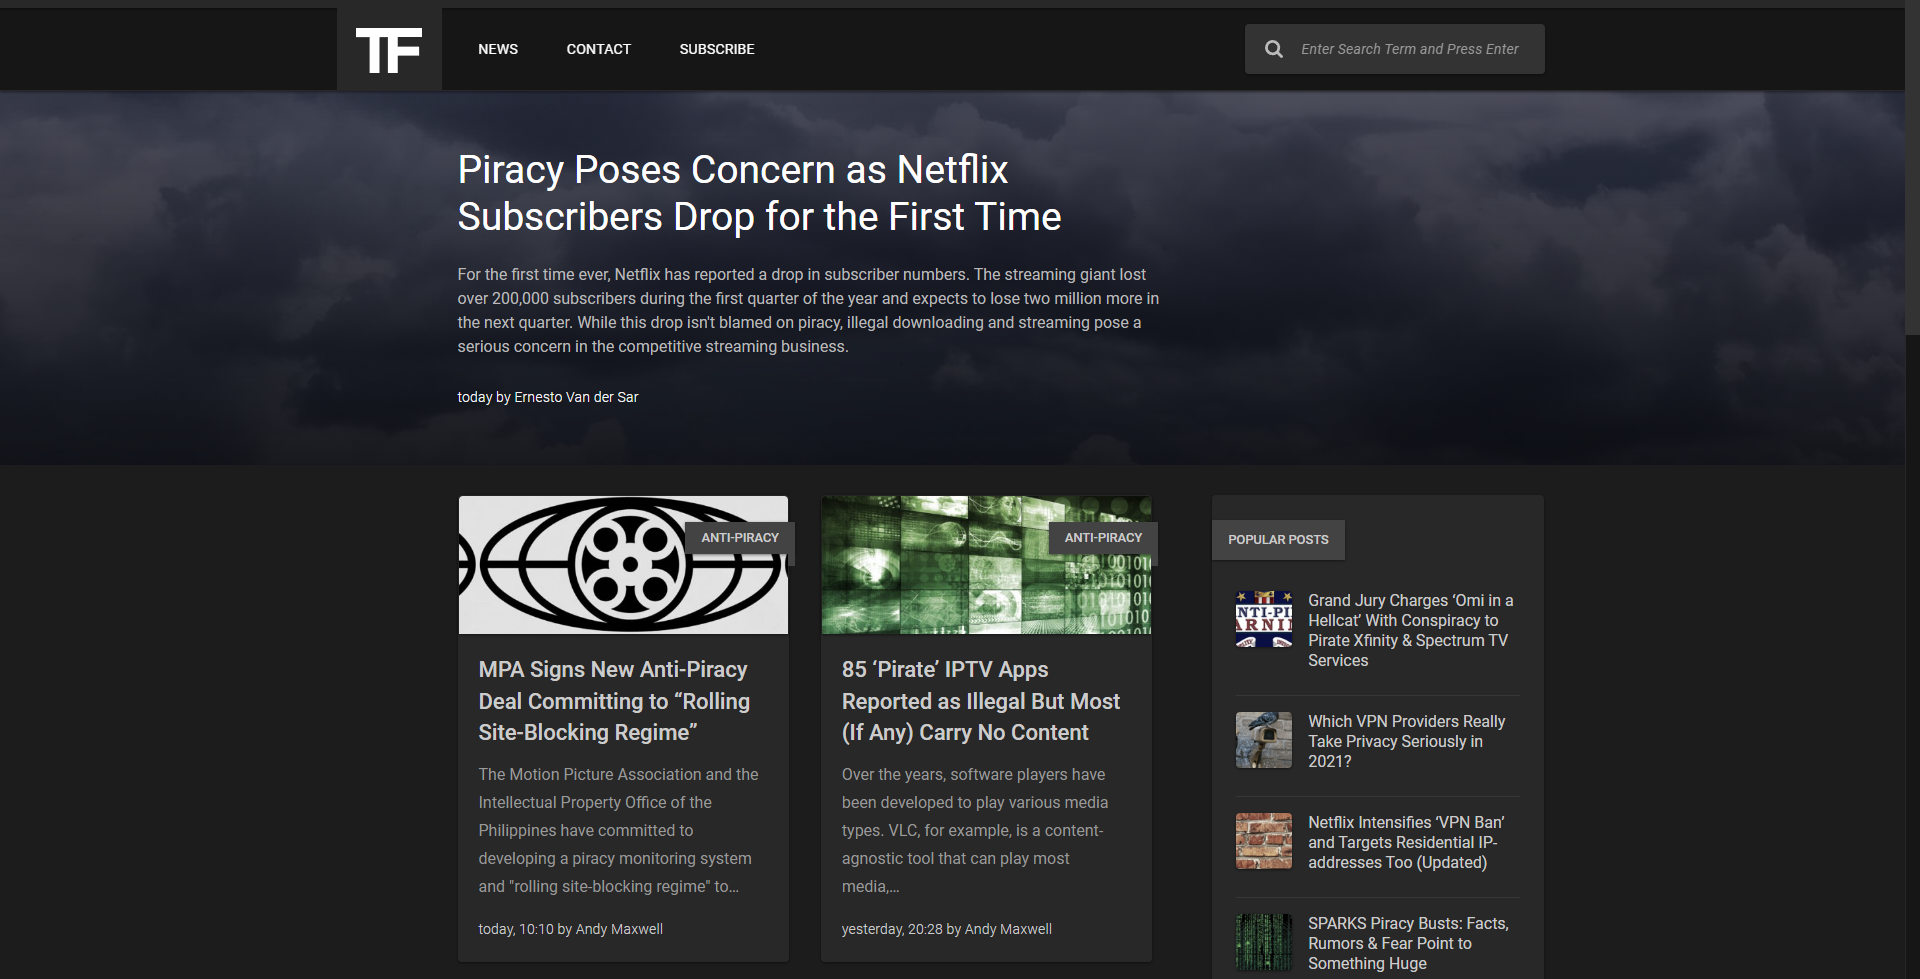 TF
NEWS
CONTACT
SUBSCRIBE
Enter Search Term and Press Enter
Piracy Poses Concern as Netflix
Subscribers Drop for the First Time
For the first time ever, Netflix has reported a drop in subscriber numbers. The streaming giant lost
over 200,000 subscribers during the first quarter of the year and expects to lose two million more in
the next quarter. While this drop isn't blamed on piracy, illegal downloading and streaming pose a
serious concern in the competitive streaming business.
today by Ernesto Van der Sar
ANTI-PIRACY
MPA Signs New Anti-Piracy
Deal Committing to “Rolling
Site-Blocking Regime”
The Motion Picture Association and the
Intellectual Property Office of the
Philippines have committed to
developing a piracy monitoring system
and "rolling site-blocking regime" to...
today, 10:10 by Andy Maxwell
ANTI-PIRACY
85 ‘Pirate’ IPTV Apps
Reported as Illegal But Most
(If Any) Carry No Content
Over the years, software players have
been developed to play various media
types. VLC, for example, is a content-
agnostic tool that can play most
media,...
yesterday, 20:28 by Andy Maxwell
POPULAR POSTS
NTI-PI
ARNI
Grand Jury Charges ‘Omi in a
Hellcat’ With Conspiracy to
Pirate Xfinity & Spectrum TV
Services
Which VPN Providers Really
Take Privacy Seriously in
2021?
Netflix Intensifies ‘VPN Ban’
and Targets Residential IP-
addresses Too (Updated)
SPARKS Piracy Busts: Facts,
Rumors & Fear Point to
Something Huge